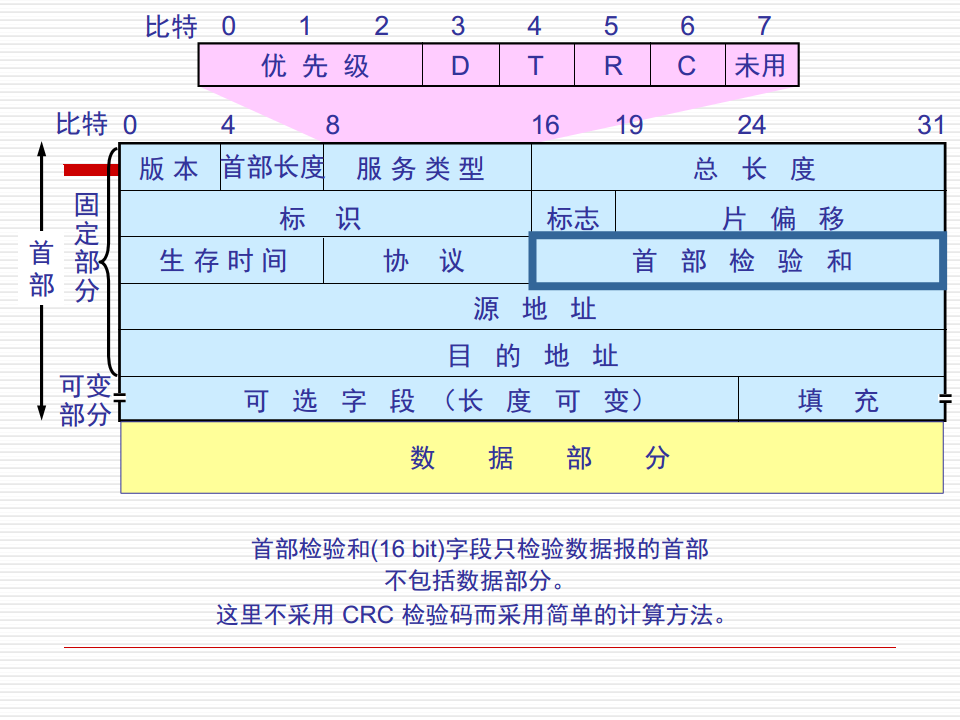 比特 0 1 2 3 4 5 6 7
优先级 D T R C 未用
比特 0 4 8 16 19 24 31
版本 首部长度 服务类型 总长度
标识 标志 片偏移
生存时间 协议 首部检验和
源地址
目的地址
可选字段（长度可变） 填充
数据部分
首部
固定部分
可变
部分
首部检验和(16 bit)字段只检验数据报的首部
不包括数据部分。
这里不采用 CRC 检验码而采用简单的计算方法。